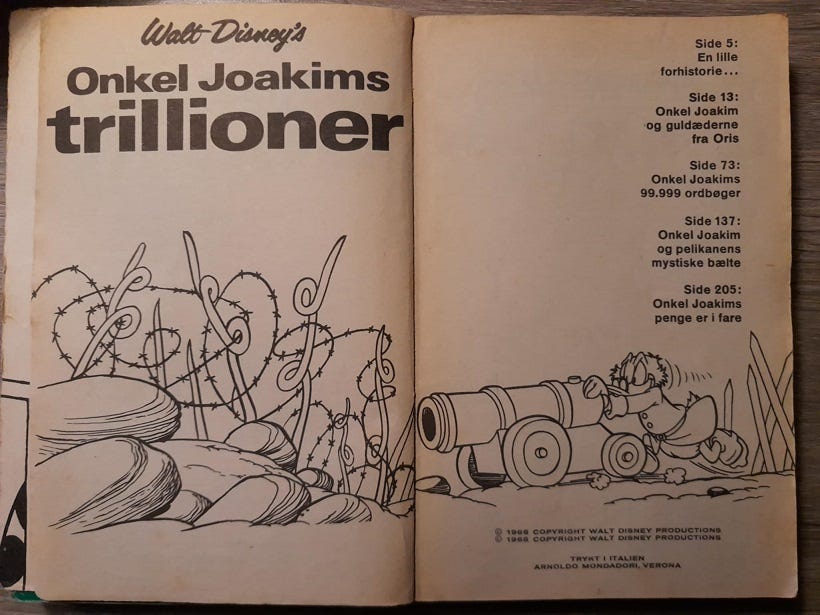 Walt Disney's
Onkel Joakims
trillioner
Side 5:
En lille
forhistorie...
Side 13:
Onkel Joakim
og guldæderne
fra Oris
Side 73:
Onkel Joakims
99.999 ordbøger
Side 137:
Onkel Joakim
og pelikanens
mystiske bælte
Side 205:
Onkel Joakims
penge er i fare
© 1966 COPYRIGHT WALT DISNEY PRODUCTIONS
© 1968 COPYRIGHT WALT DISNEY PRODUCTIONS
TRYKT I ITALIEN
ARNOLDO MONDADORI, VERONA